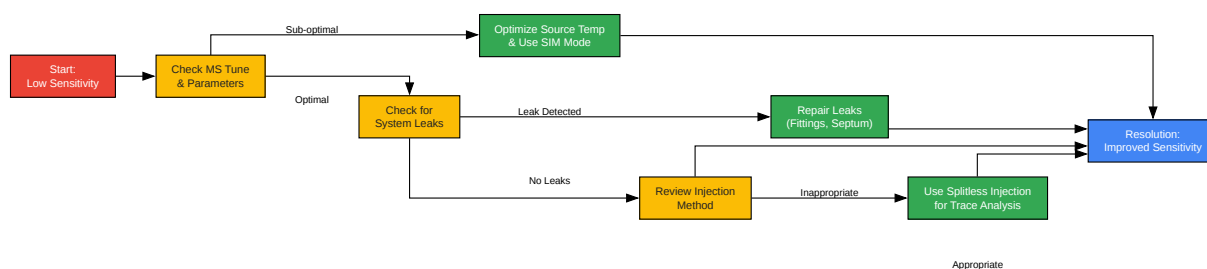 Sub-optimal
Optimize Source Temp
& Use SIM Mode
Start:
Low Sensitivity
Check MS Tune
& Parameters
Optimal
Check for
System Leaks
Leak Detected
Repair Leaks
(Fittings, Septum)
Resolution:
Improved Sensitivity
No Leaks
Review Injection
Method
Inappropriate
Use Splitless Injection
for Trace Analysis
Appropriate